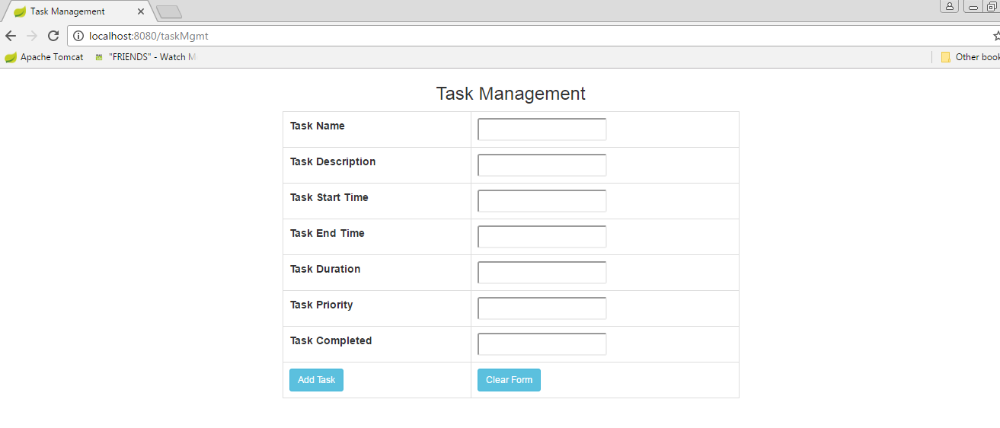 Task Management
localhost:8080/taskMgmt
Apache Tomcat "FRIENDS" - Watch M Other book
Task Management
Task Name
Task Description
Task Start Time
Task End Time
Task Duration
Task Priority
Task Completed
Add Task Clear Form